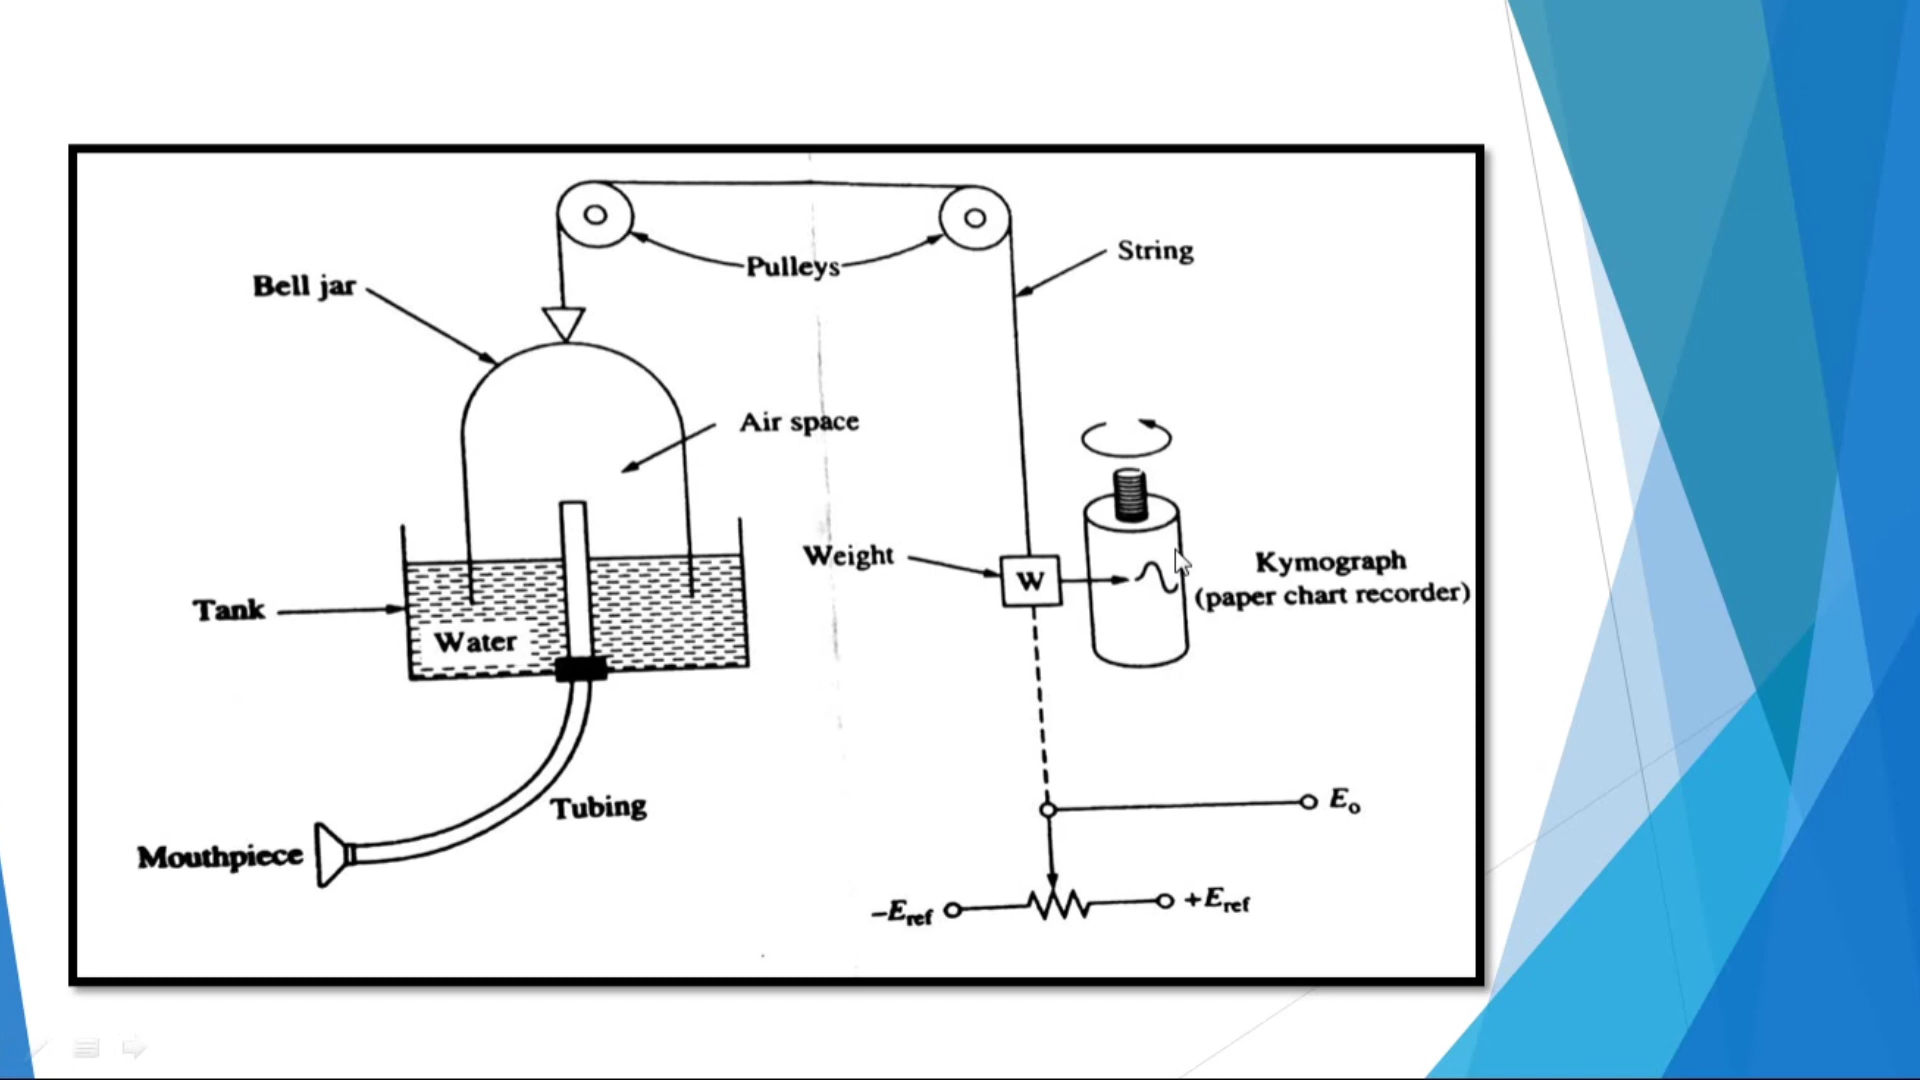 Pulleys
String
Bell jar
Air space
Weight
W
Kymograph
(paper chart recorder)
Tank
Water
Tubing
Mouthpiece
Eo
−Eref
+Eref